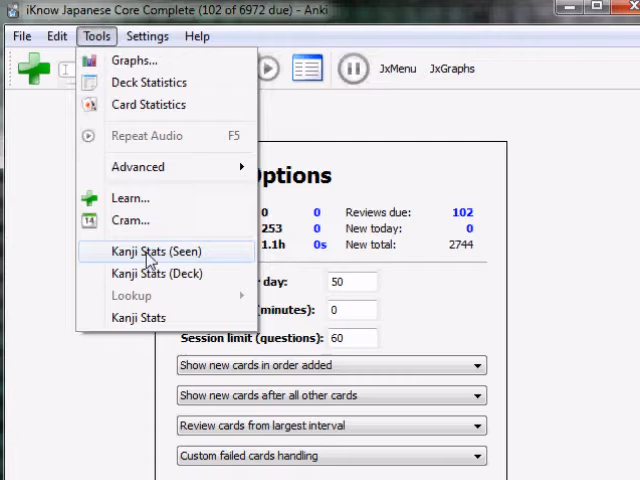 iKnow Japanese Core Complete (102 of 6972 due) - Anki
File Edit Tools Settings Help
JxMenu JxGraphs
Graphs...
Deck Statistics
Card Statistics
Repeat Audio F5
Advanced
Learn...
Cram...
Kanji Stats (Seen)
Kanji Stats (Deck)
Lookup
Kanji Stats
Options
0 0 Reviews due: 102
253 0 New today: 0
1.1h 0s New total: 2744
day: 50
(minutes): 0
Session limit (questions): 60
Show new cards in order added
Show new cards after all other cards
Review cards from largest interval
Custom failed cards handling